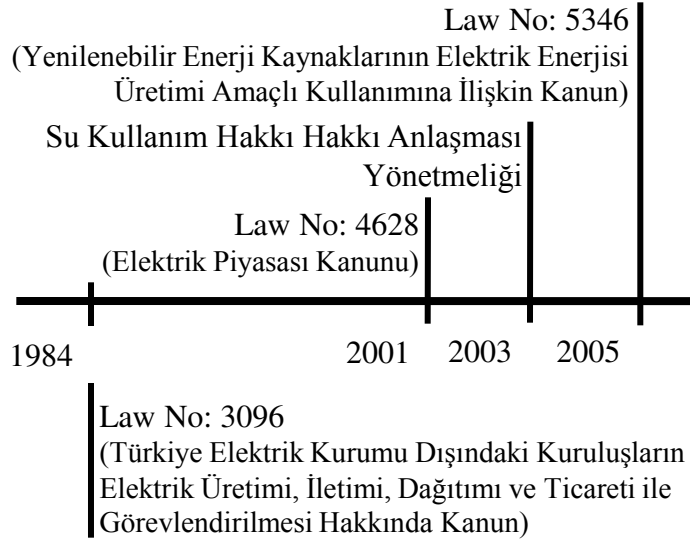 Law No: 5346
(Yenilenebilir Enerji Kaynaklarının Elektrik Enerjisi
Üretimi Amaçlı Kullanımına İlişkin Kanun)
Su Kullanım Hakkı Hakkı Anlaşması
Yönetmeliği
Law No: 4628
(Elektrik Piyasası Kanunu)
1984 2001 2003 2005
Law No: 3096
(Türkiye Elektrik Kurumu Dışındaki Kuruluşların
Elektrik Üretimi, İletimi, Dağıtımı ve Ticareti ile
Görevlendirilmesi Hakkında Kanun)